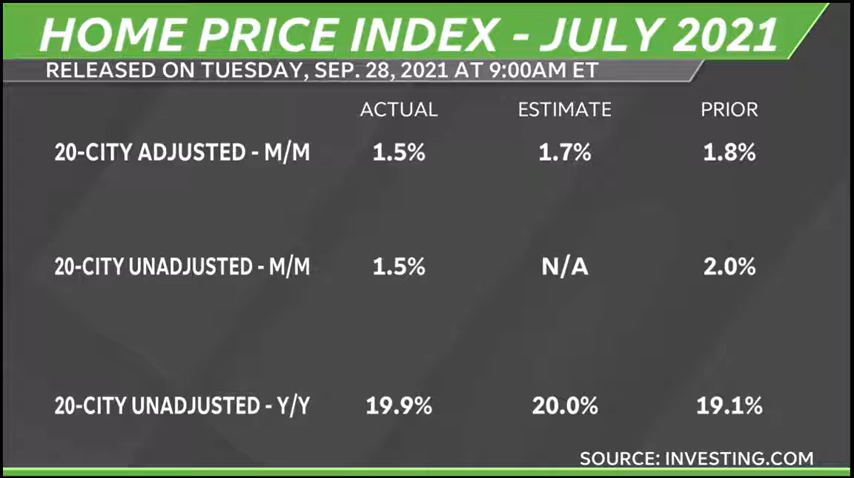 HOME PRICE INDEX - JULY 2021
RELEASED ON TUESDAY, SEP. 28, 2021 AT 9:00AM ET
ACTUAL ESTIMATE PRIOR
20-CITY ADJUSTED - M/M 1.5% 1.7% 1.8%
20-CITY UNADJUSTED - M/M 1.5% N/A 2.0%
20-CITY UNADJUSTED - Y/Y 19.9% 20.0% 19.1%
SOURCE: INVESTING.COM